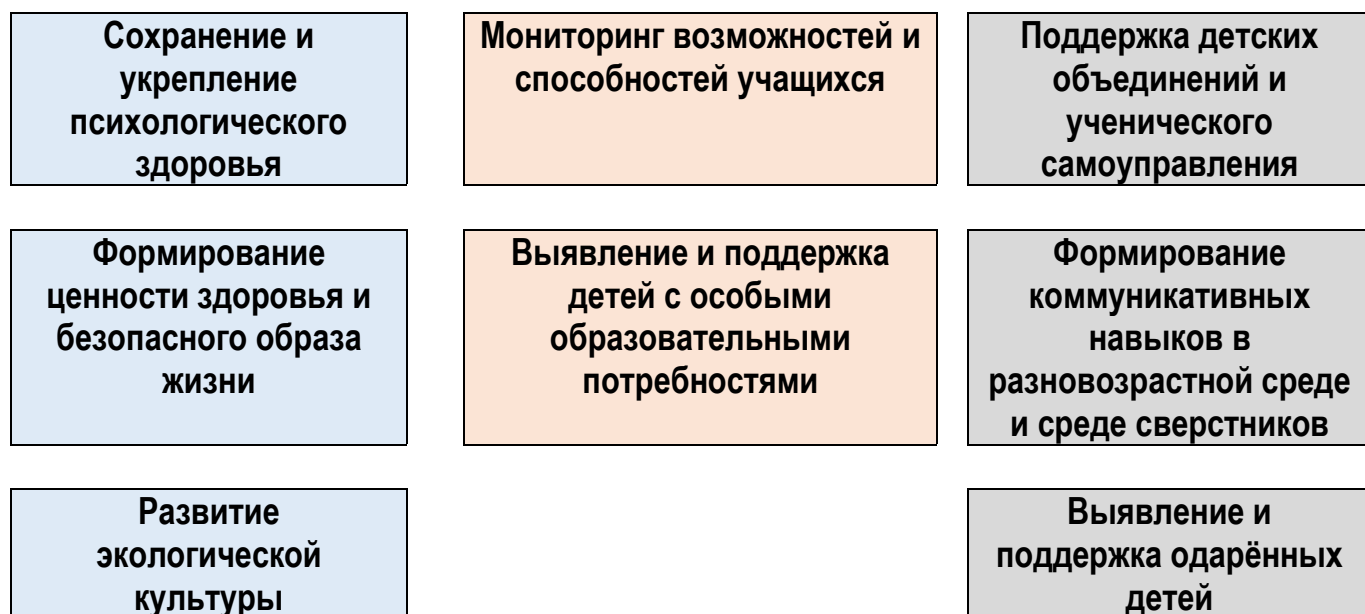 Сохранение и
укрепление
психологического
здоровья
Мониторинг возможностей и
способностей учащихся
Поддержка детских
объединений и
ученического
самоуправления
Формирование
ценности здоровья и
безопасного образа
жизни
Выявление и поддержка
детей с особыми
образовательными
потребностями
Формирование
коммуникативных
навыков в
разновозрастной среде
и среде сверстников
Развитие
экологической
культуры
Выявление и
поддержка одарённых
детей